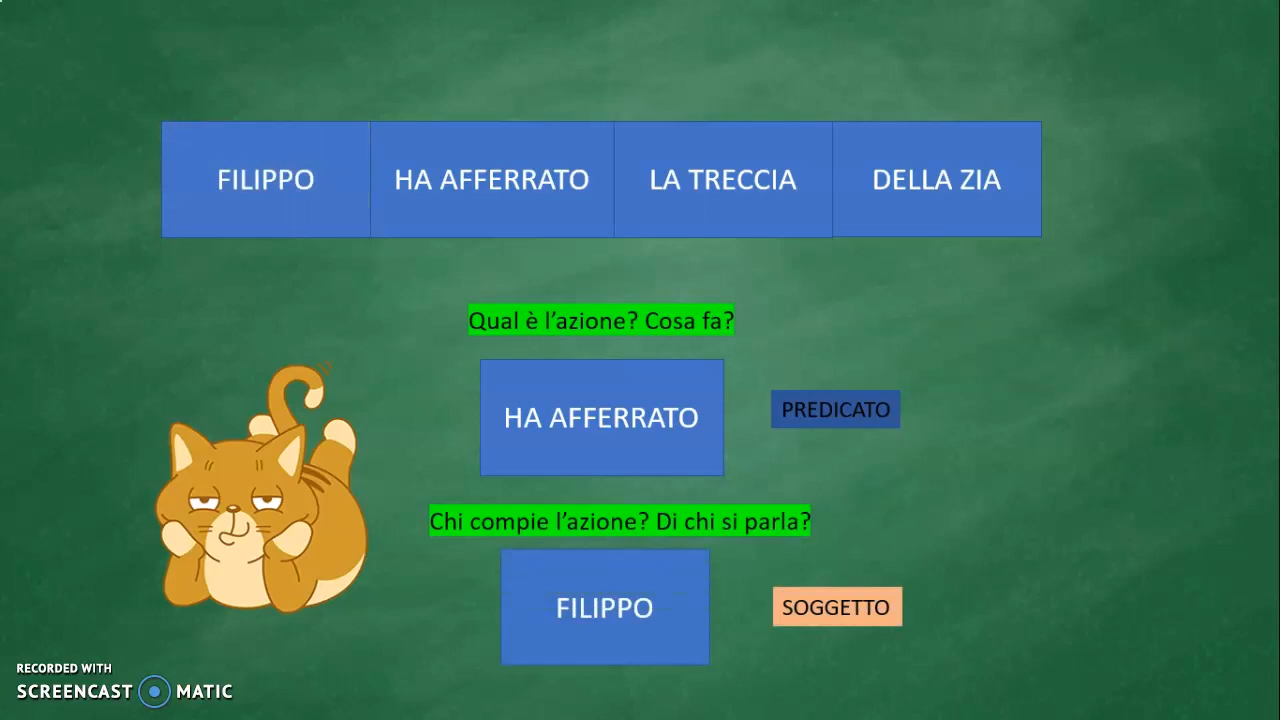 FILIPPO HA AFFERRATO LA TRECCIA DELLA ZIA
Qual è l’azione? Cosa fa?
HA AFFERRATO PREDICATO
Chi compie l’azione? Di chi si parla?
FILIPPO SOGGETTO
RECORDED WITH
SCREENCAST MATIC